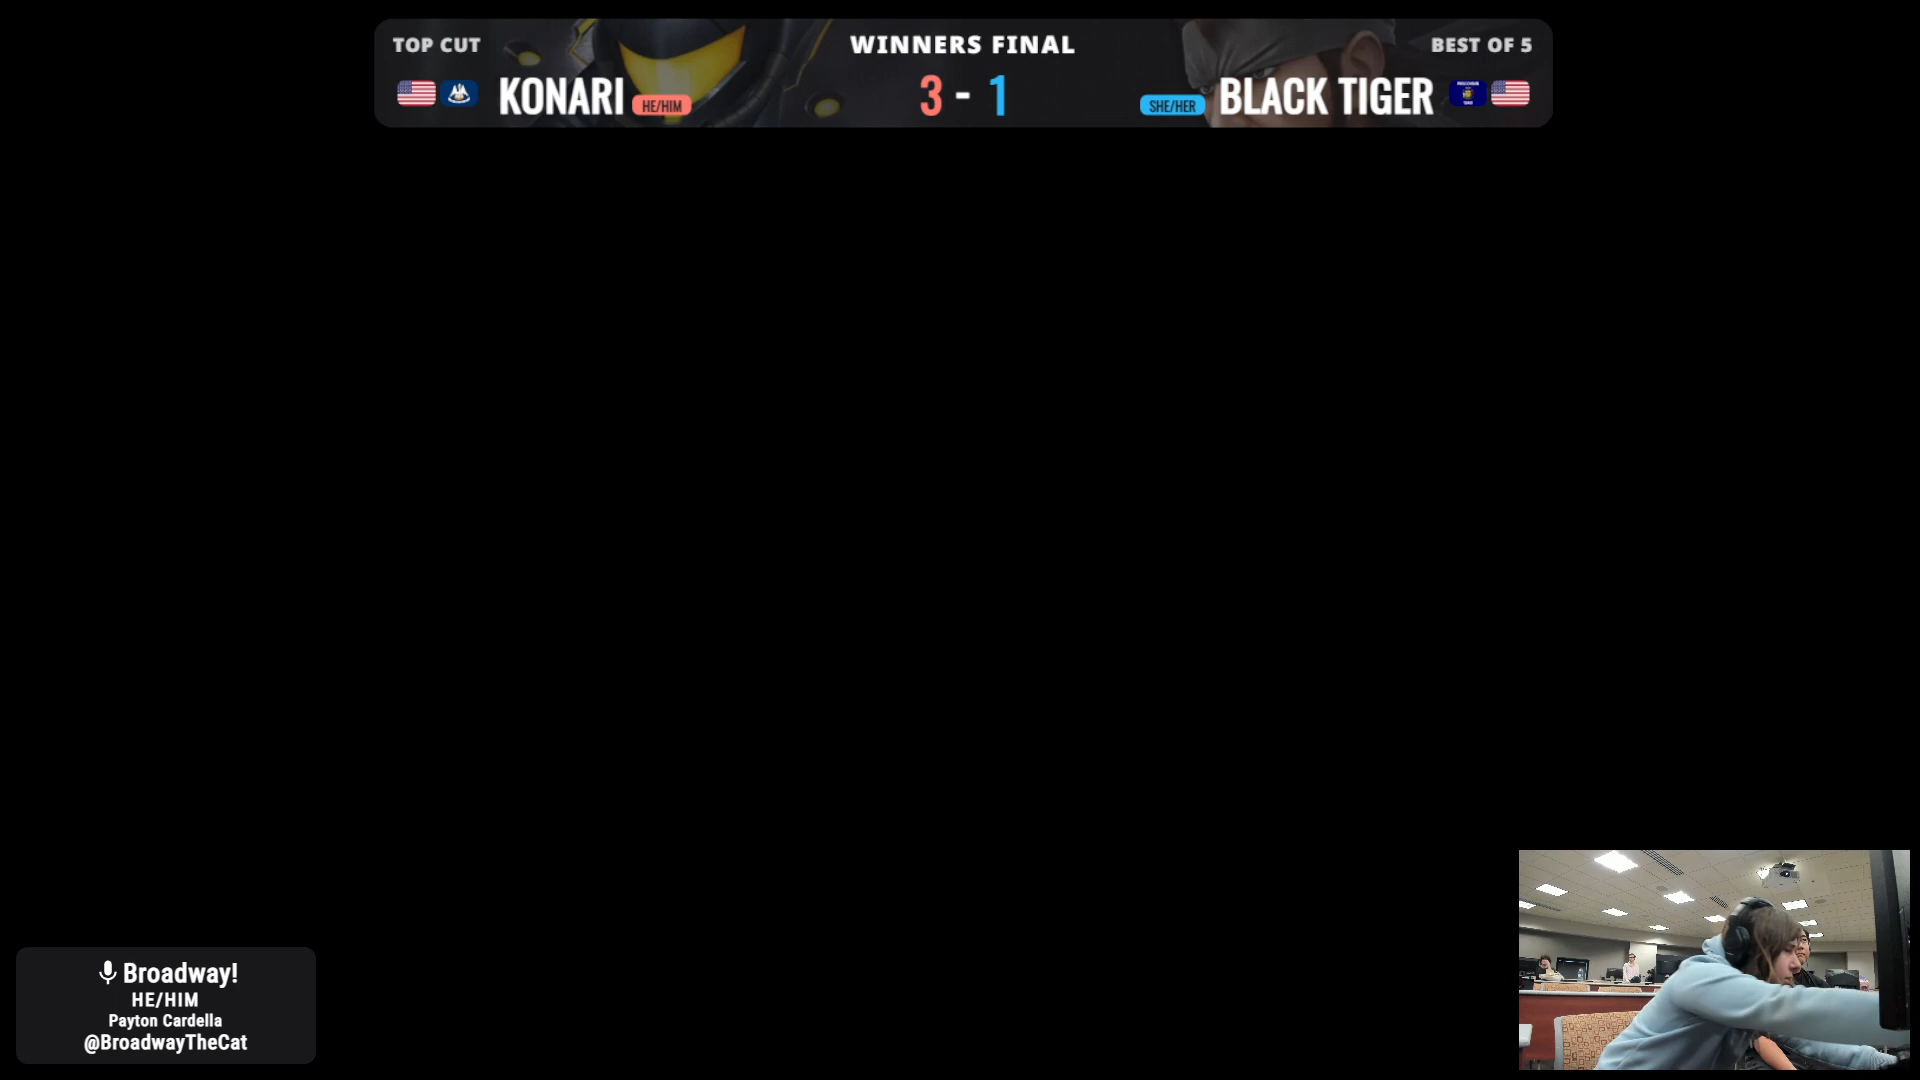 TOP CUT
WINNERS FINAL
BEST OF 5
KONARI HE/HIM
3 - 1
SHE/HER BLACK TIGER
Broadway!
HE/HIM
Payton Cardella
@BroadwayTheCat